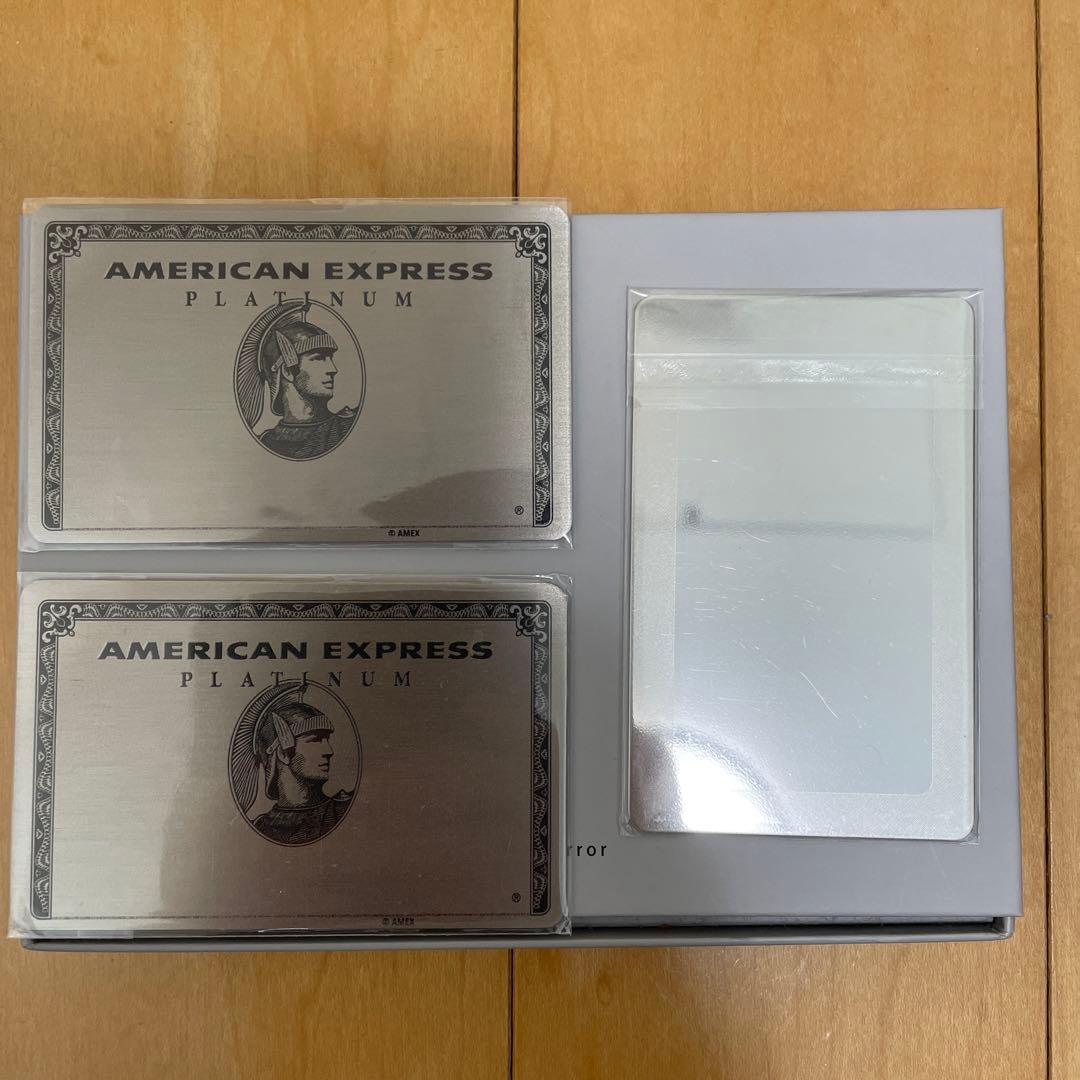 AMERICAN EXPRESS
PLATINUM
®
© AMEX
AMERICAN EXPRESS
PLATINUM
®
© AMEX
rror